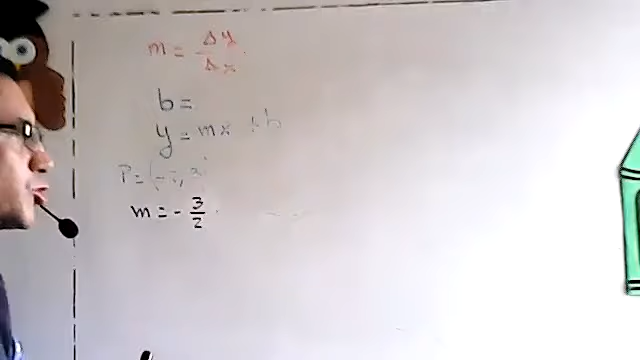 m = Δy/Δx
b =
y = mx + b
P = (
m = - 3/2